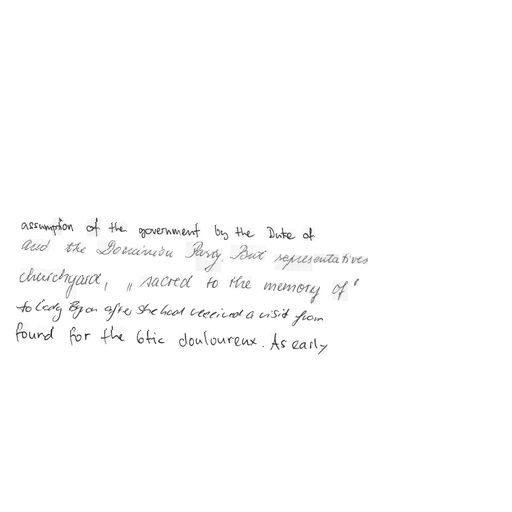 assumption of the government by the Duke of
and the Dominion Party. But representatives
churchyard, " sacred to the memory of "
to Lady Byron after she had received a visit from
found for the tic douloureux. As early